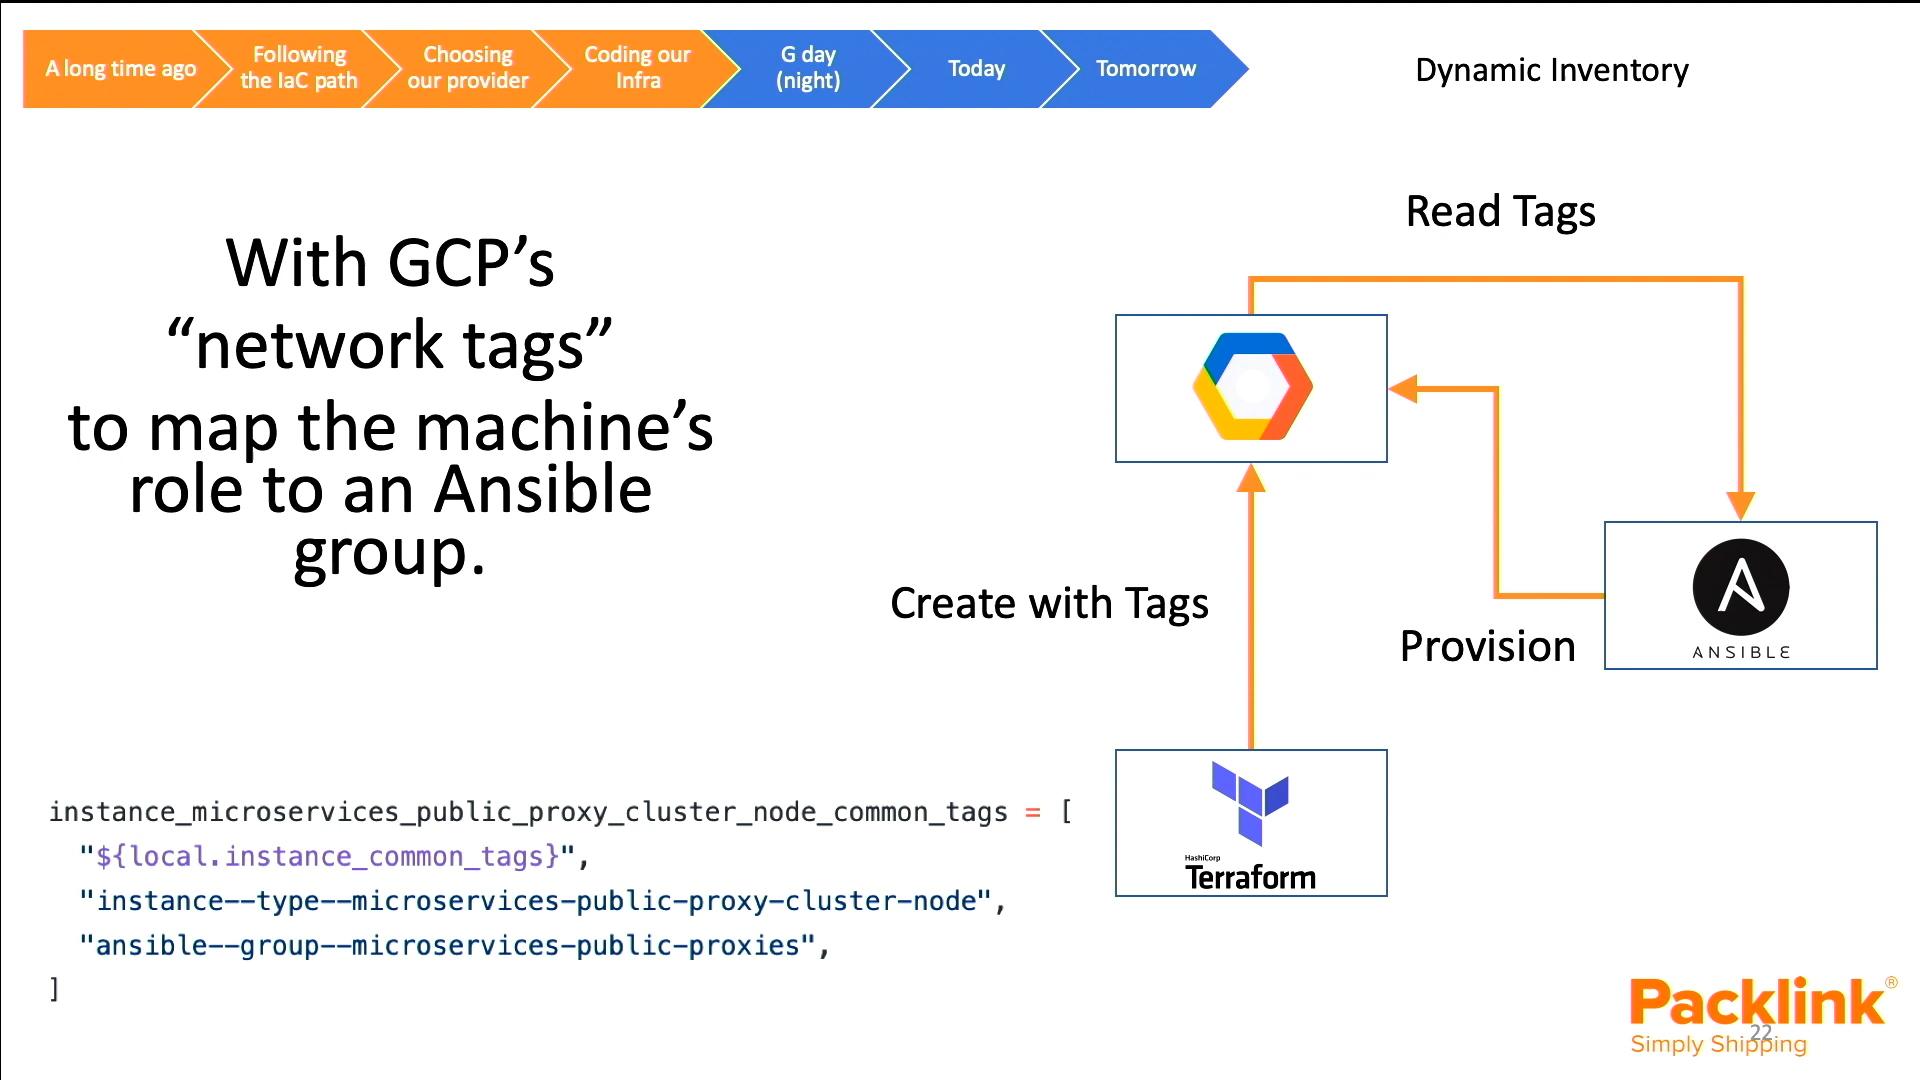 A long time ago
Following
the IaC path
Choosing
our provider
Coding our
Infra
G day
(night)
Today
Tomorrow
Dynamic Inventory
With GCP’s
“network tags”
to map the machine’s
role to an Ansible
group.
Read Tags
Create with Tags
Provision
ANSIBLE
HashiCorp
Terraform
instance_microservices_public_proxy_cluster_node_common_tags = [
"${local.instance_common_tags}",
"instance--type--microservices-public-proxy-cluster-node",
"ansible--group--microservices-public-proxies",
]
Packlink®
22
Simply Shipping